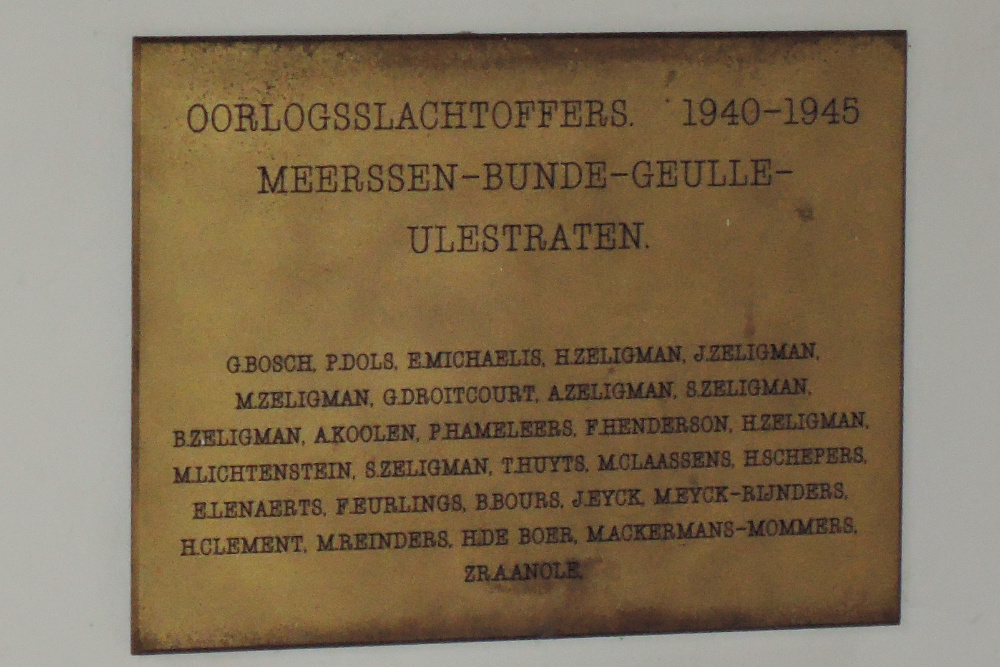 OORLOGSSLACHTOFFERS. 1940-1945
MEERSSEN-BUNDE-GEULLE-
ULESTRATEN.
G.BOSCH, P.DOLS, E.MICHAELIS, H.ZELIGMAN, J.ZELIGMAN,
M.ZELIGMAN, G.DROITCOURT, A.ZELIGMAN, S.ZELIGMAN,
B.ZELIGMAN, A.KOOLEN, P.HAMELEERS, F.HENDERSON, H.ZELIGMAN,
M.LICHTENSTEIN, S.ZELIGMAN, T.HUYTS, M.CLAASSENS, H.SCHEPERS,
E.LENAERTS, F.EURLINGS, B.BOURS, J.EYCK, M.EYCK-RIJNDERS,
H.CLEMENT, M.REINDERS, H.DE BOER, M.ACKERMANS-MOMMERS,
ZR.AANOLE.